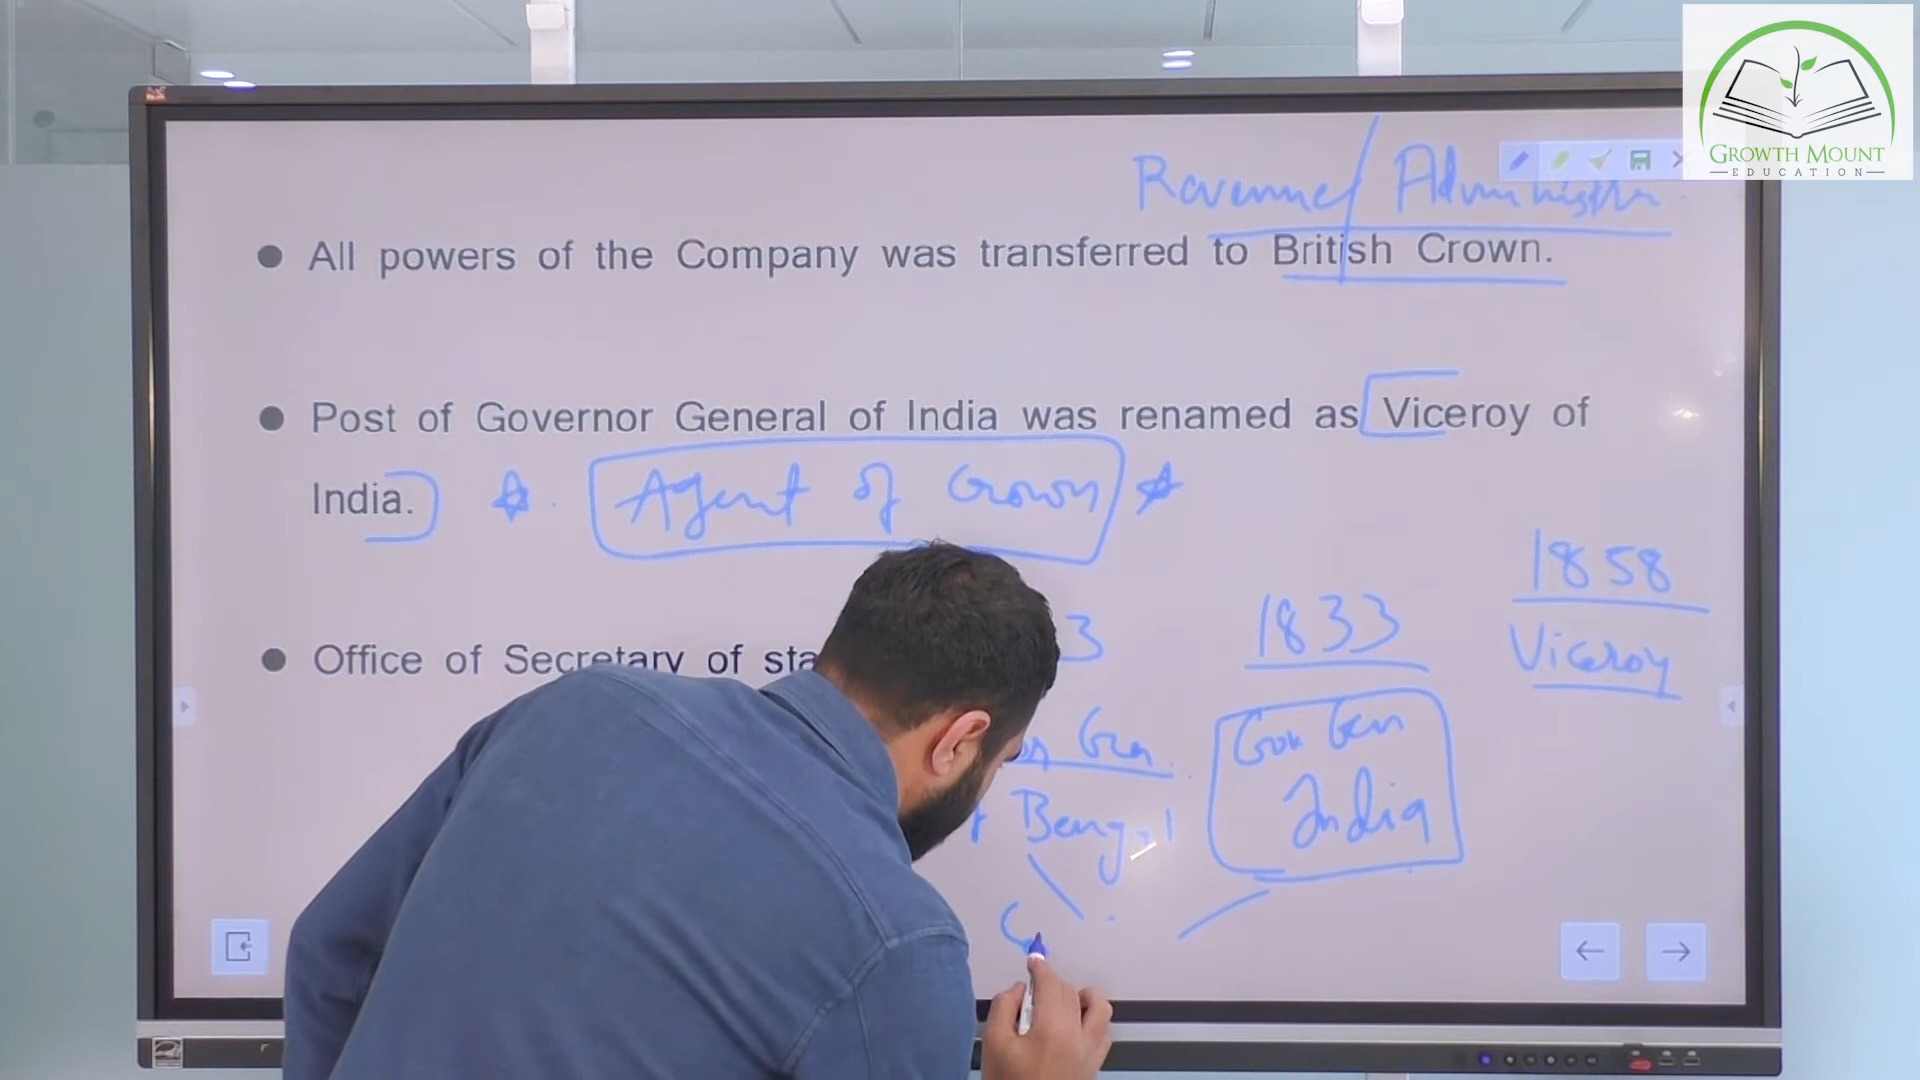 GROWTH MOUNT
EDUCATION
Revenue/ Administr
All powers of the Company was transferred to British Crown.
Post of Governor General of India was renamed as Viceroy of
India.
Agent of Crown
Office of Secretary of sta
3
1833
1858
Viceroy
Gen
Gov Gen
Bengal
India